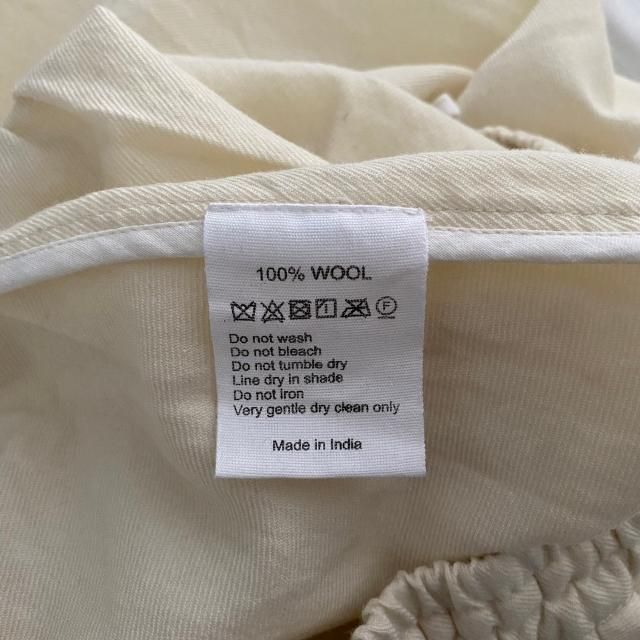 100% WOOL
F
Do not wash
Do not bleach
Do not tumble dry
Line dry in shade
Do not iron
Very gentle dry clean only
Made in India